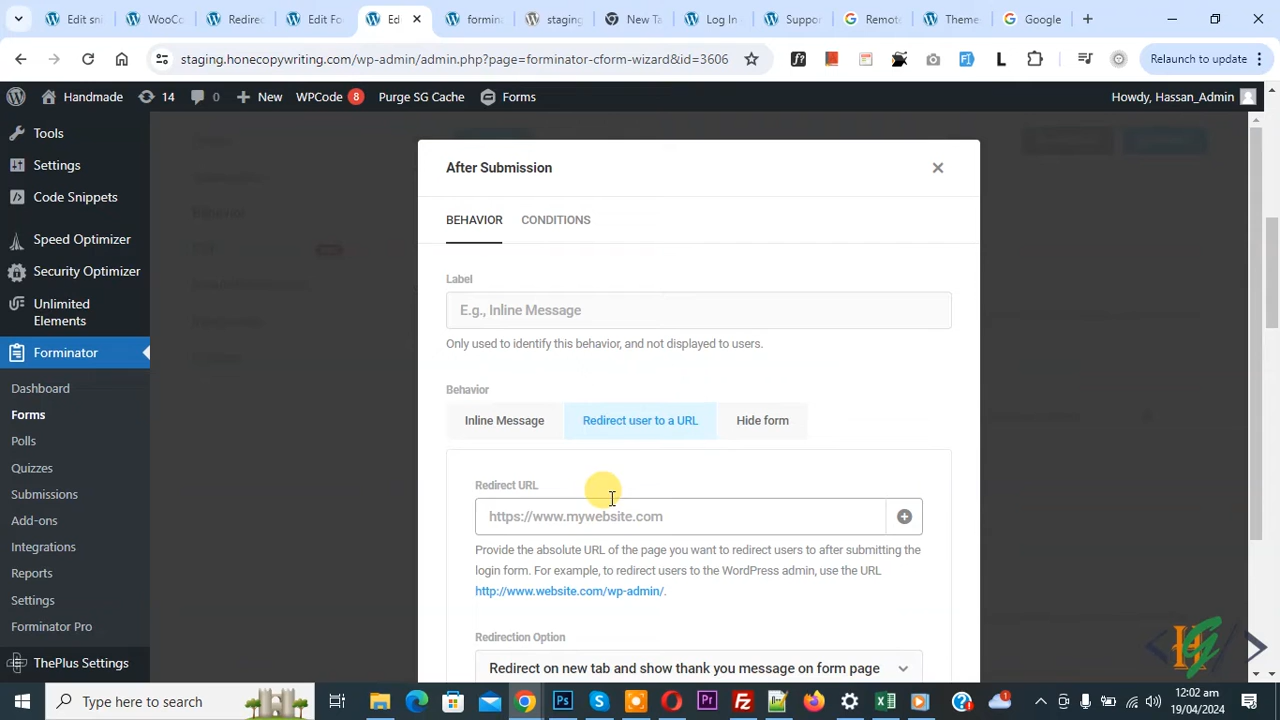 Edit sni
WooCo
Redirec
Edit Fo
Edi
formina
staging
New Ta
Log In
Suppor
Remot
Theme
Google
staging.honestlywriting.com/wp-admin/admin.php?page=forminator-cform-wizard&id=3606
Relaunch to update
Handmade
14
0
New
WPCode 8
Purge SG Cache
Forms
Howdy, Hassan_Admin
Tools
Settings
Code Snippets
Speed Optimizer
Security Optimizer
Unlimited
Elements
Forminator
Dashboard
Forms
Polls
Quizzes
Submissions
Add-ons
Integrations
Reports
Settings
Forminator Pro
ThePlus Settings
After Submission
BEHAVIOR CONDITIONS
Label
E.g., Inline Message
Only used to identify this behavior, and not displayed to users.
Behavior
Inline Message Redirect user to a URL Hide form
Redirect URL
https://www.mywebsite.com
Provide the absolute URL of the page you want to redirect users to after submitting the
login form. For example, to redirect users to the WordPress admin, use the URL
http://www.website.com/wp-admin/.
Redirection Option
Redirect on new tab and show thank you message on form page
Type here to search
1
12:02 am
19/04/2024